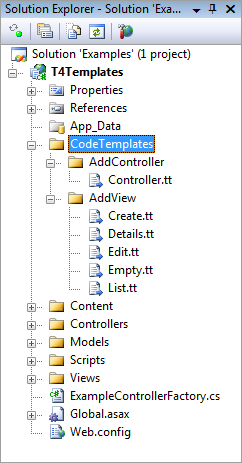 Solution Explorer - Solution 'Exa...
Solution 'Examples' (1 project)
T4Templates
Properties
References
App_Data
CodeTemplates
AddController
Controller.tt
AddView
Create.tt
Details.tt
Edit.tt
Empty.tt
List.tt
Content
Controllers
Models
Scripts
Views
ExampleControllerFactory.cs
Global.asax
Web.config